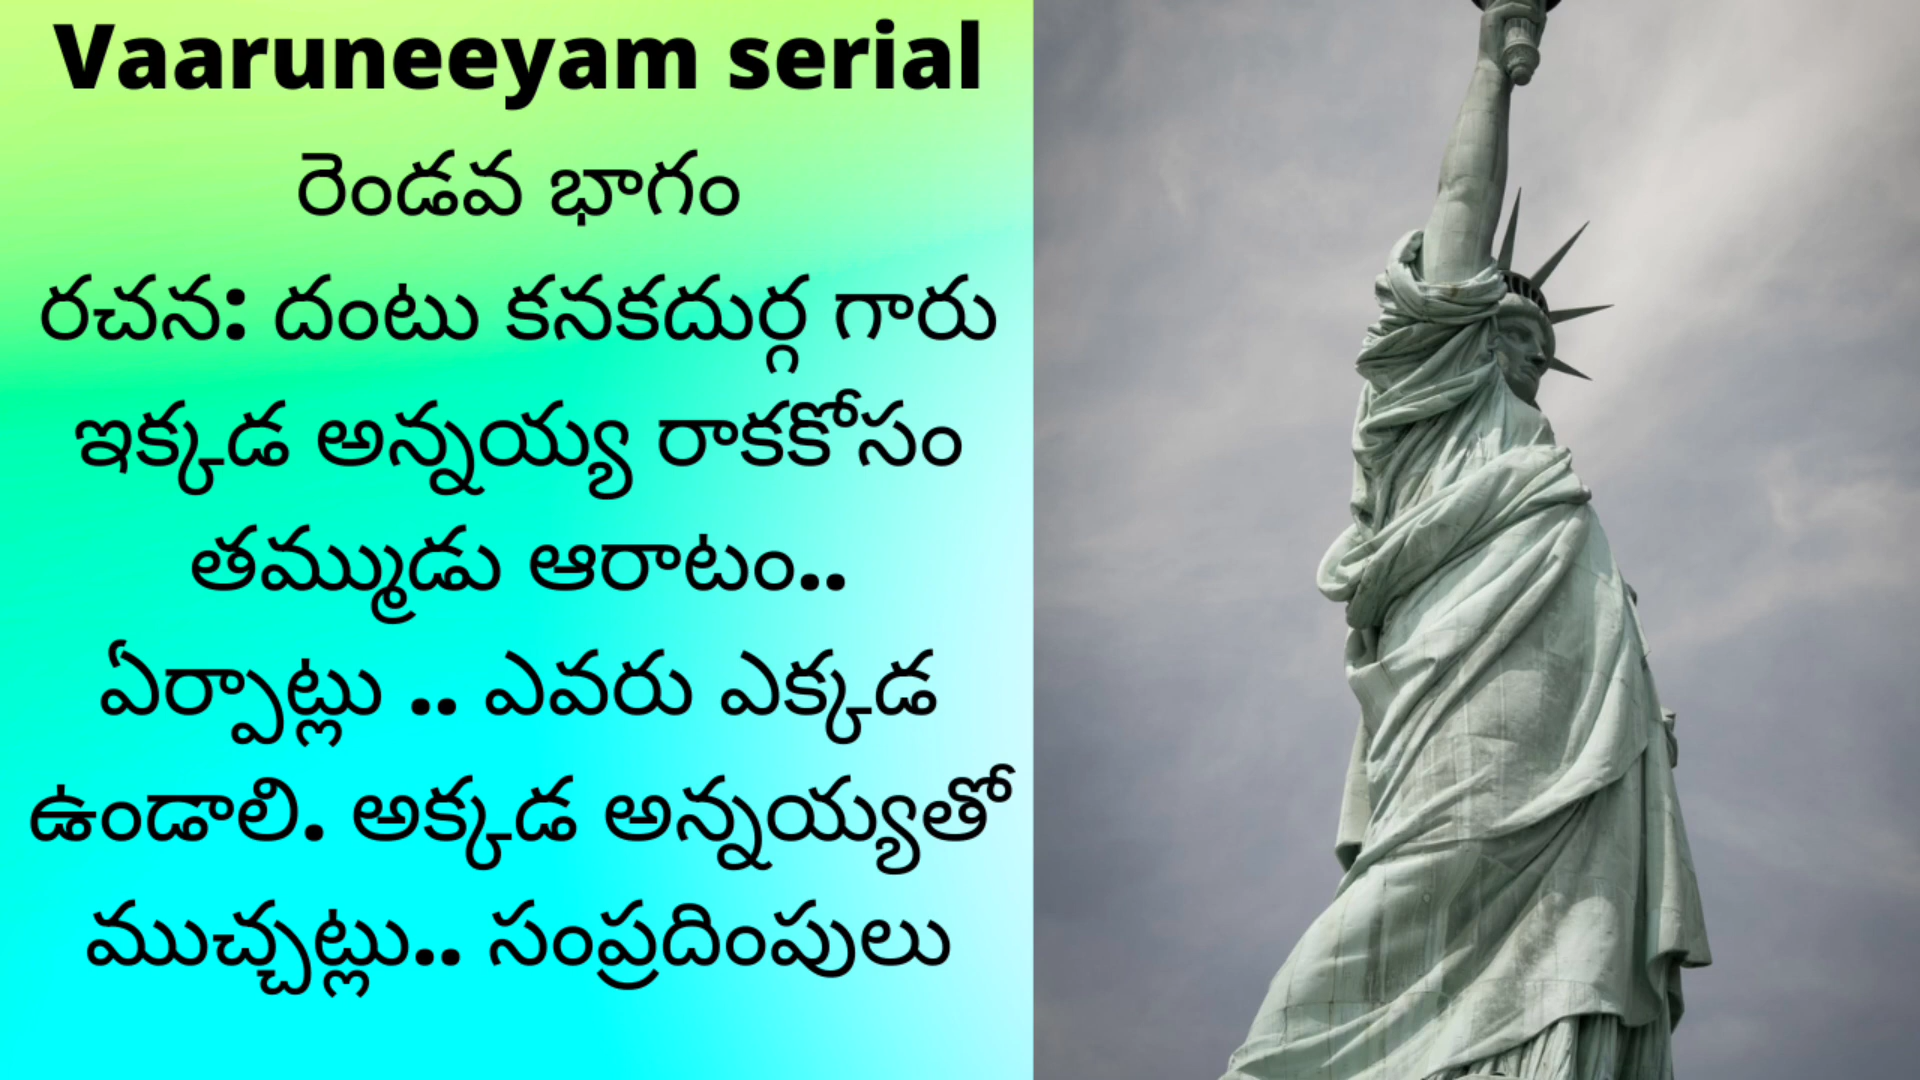 Vaaruneeyam serial
రెండవ భాగం
రచన: దంటు కనకదుర్గ గారు
ఇక్కడ అన్నయ్య రాకకోసం
తమ్ముడు ఆరాటం..
ఏర్పాట్లు .. ఎవరు ఎక్కడ
ఉండాలి. అక్కడ అన్నయ్యతో
ముచ్చట్లు.. సంప్రదింపులు